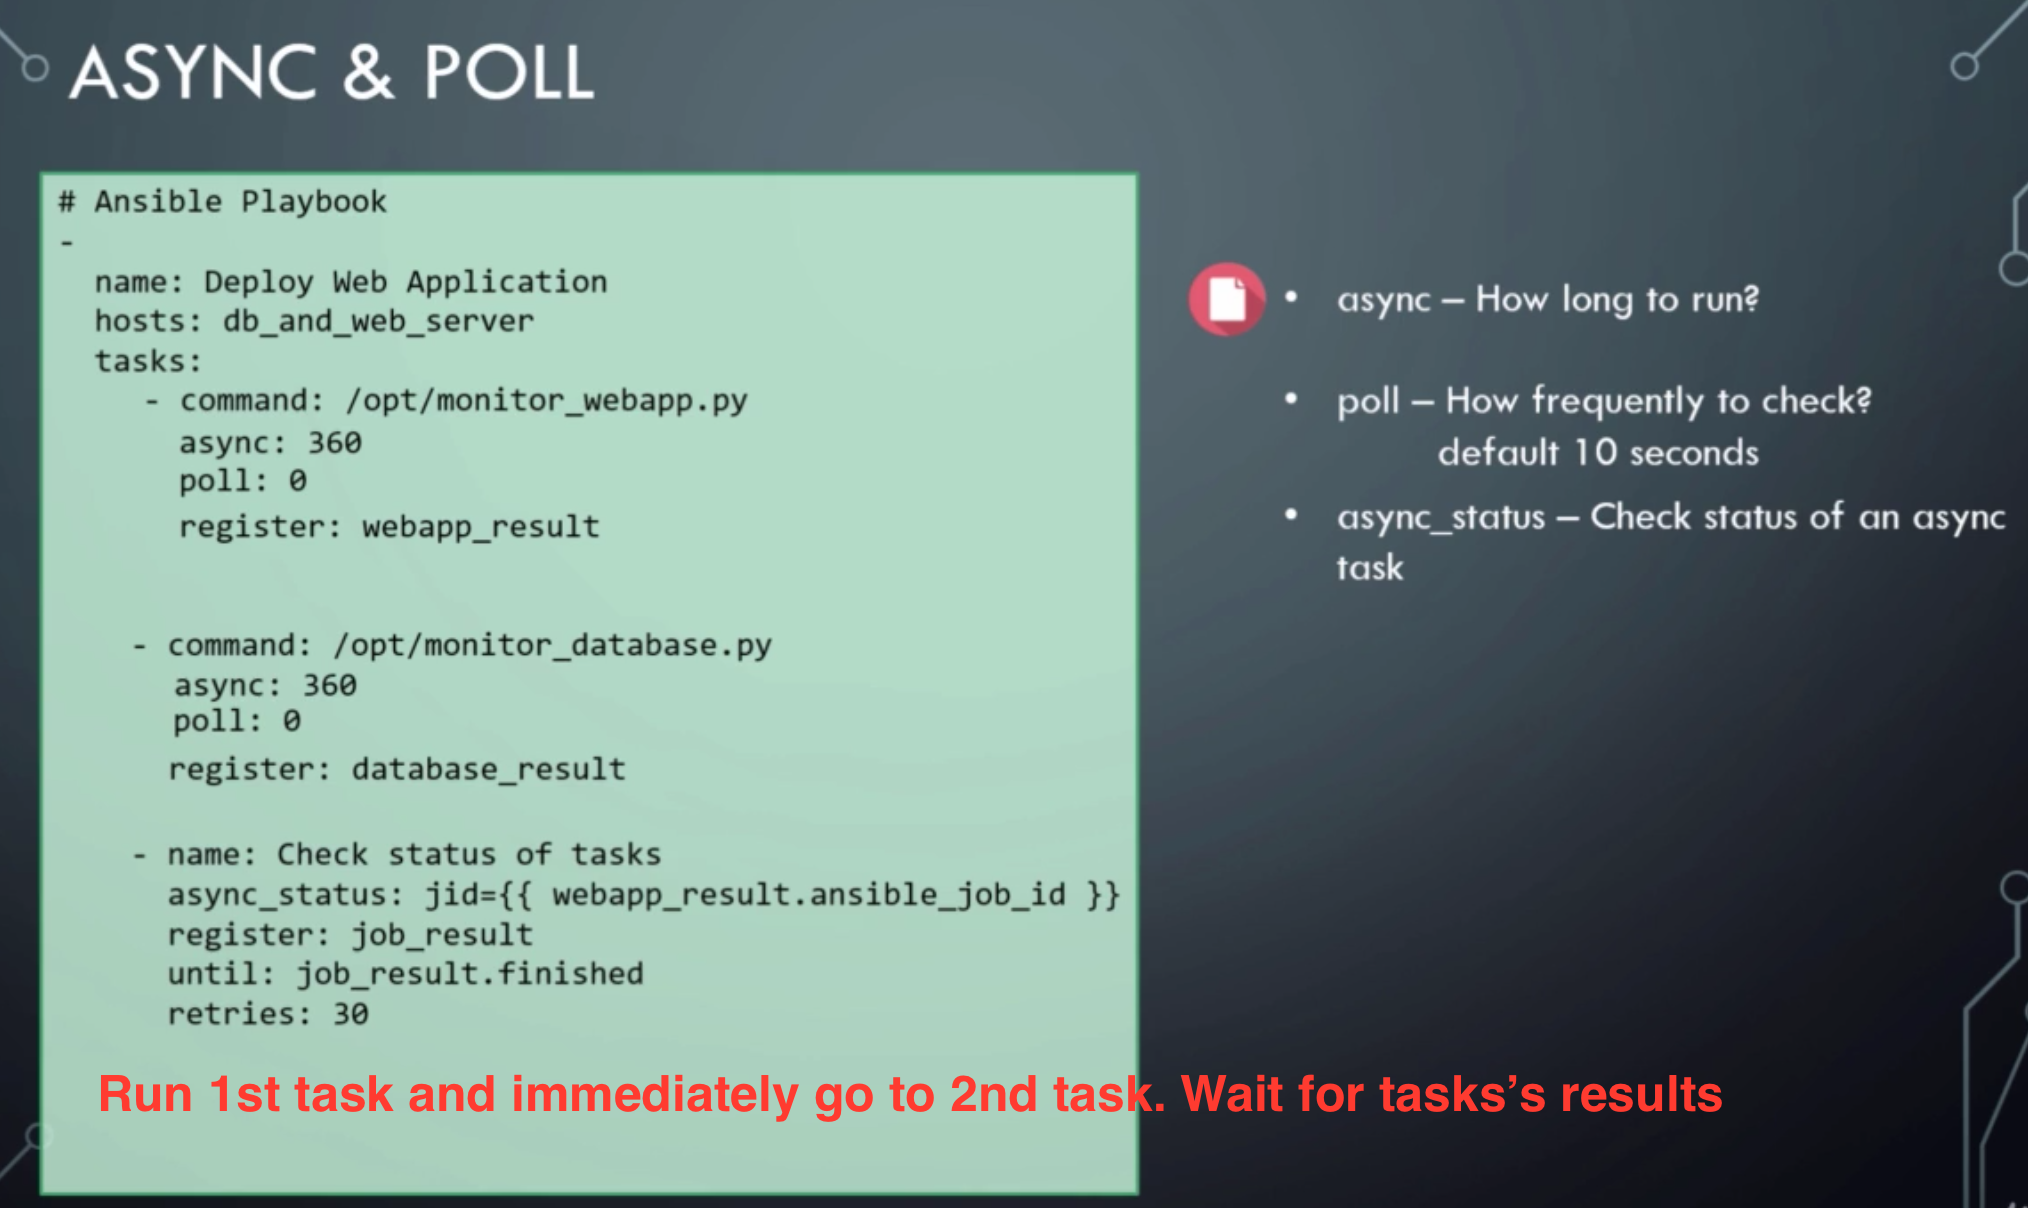 ASYNC & POLL
# Ansible Playbook
-
name: Deploy Web Application
hosts: db_and_web_server
tasks:
- command: /opt/monitor_webapp.py
async: 360
poll: 0
register: webapp_result
- command: /opt/monitor_database.py
async: 360
poll: 0
register: database_result
- name: Check status of tasks
async_status: jid={{ webapp_result.ansible_job_id }}
register: job_result
until: job_result.finished
retries: 30
• async – How long to run?
• poll – How frequently to check?
default 10 seconds
• async_status – Check status of an async
task
Run 1st task and immediately go to 2nd task. Wait for tasks’s results